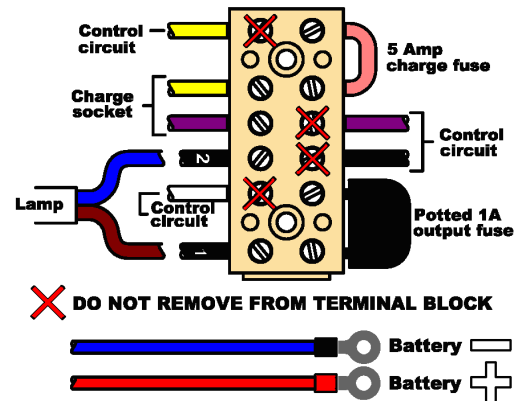 Control
circuit
5 Amp
charge fuse
Charge
socket
Control
circuit
2
Lamp
Control
circuit
Potted 1A
output fuse
1
DO NOT REMOVE FROM TERMINAL BLOCK
Battery −
Battery +